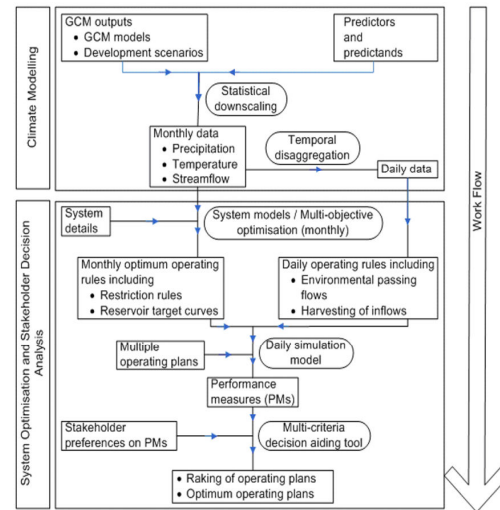 Climate Modelling
GCM outputs
• GCM models
• Development scenarios
Predictors
and
predictands
Statistical
downscaling
Monthly data
• Precipitation
• Temperature
• Streamflow
Temporal
disaggregation
Daily data
Work Flow
System Optimisation and Stakeholder Decision
Analysis
System
details
System models / Multi-objective
optimisation (monthly)
Monthly optimum operating
rules including
• Restriction rules
• Reservoir target curves
Daily operating rules including
• Environmental passing
flows
• Harvesting of inflows
Multiple
operating plans
Daily simulation
model
Performance
measures (PMs)
Stakeholder
preferences on PMs
Multi-criteria
decision aiding tool
• Raking of operating plans
• Optimum operating plans